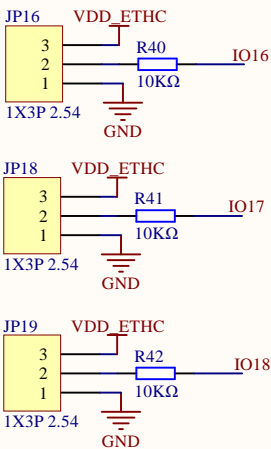 JP16 VDD_ETHC
3 R40 IO16
2
1 10KΩ
1X3P 2.54
GND
JP18 VDD_ETHC
3 R41 IO17
2
1 10KΩ
1X3P 2.54
GND
JP19 VDD_ETHC
3 R42 IO18
2
1 10KΩ
1X3P 2.54
GND